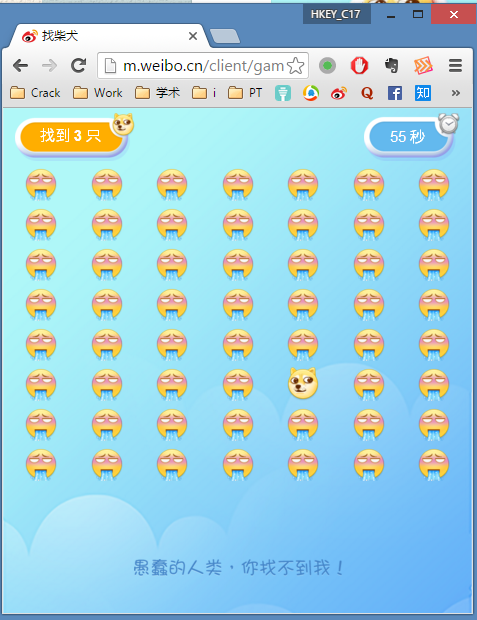 HKEY_C17
找柴犬
m.weibo.cn/client/gam
Crack
Work
学术
i
PT
Q
f
知
»
找到 3 只
55 秒
愚蠢的人类，你找不到我！